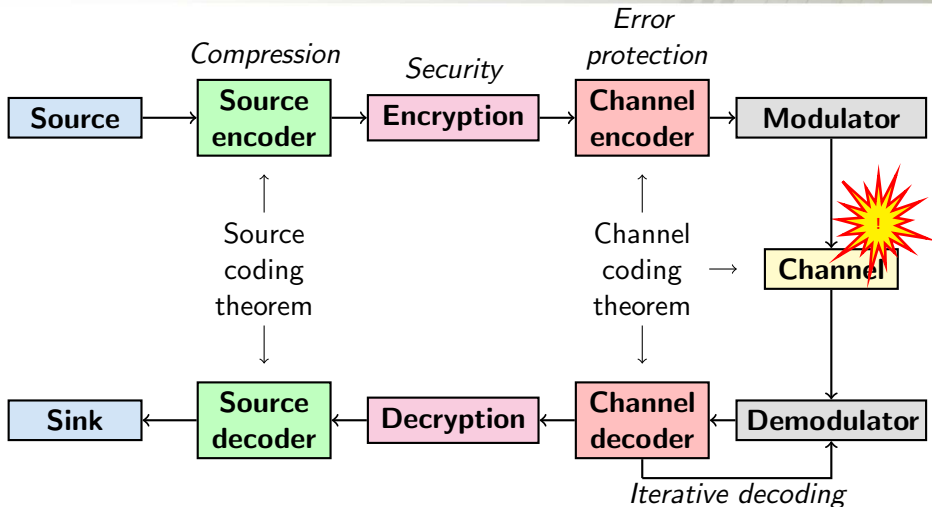 Compression
Security
Error
protection
Source
Source
encoder
Encryption
Channel
encoder
Modulator
!
Source
coding
theorem
Channel
coding
theorem
Channel
Sink
Source
decoder
Decryption
Channel
decoder
Demodulator
Iterative decoding